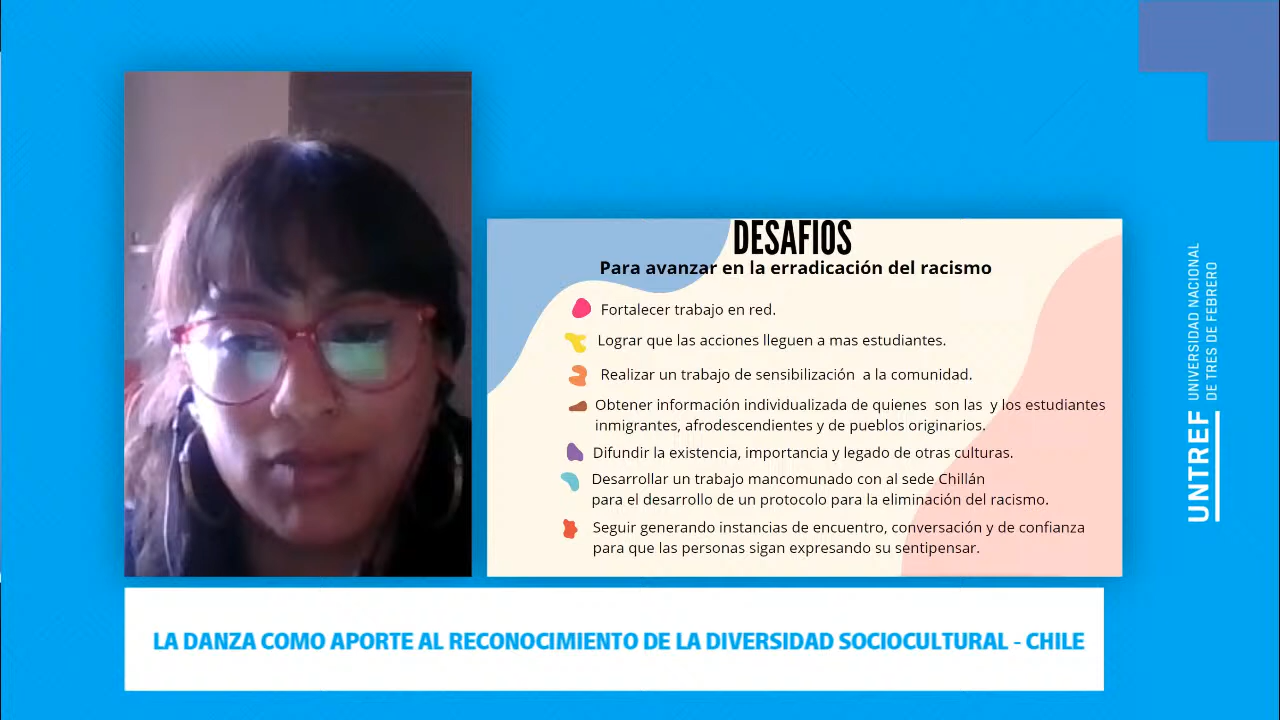 DESAFIOS
Para avanzar en la erradicación del racismo
Fortalecer trabajo en red.
Lograr que las acciones lleguen a mas estudiantes.
Realizar un trabajo de sensibilización a la comunidad.
Obtener información individualizada de quienes son las y los estudiantes
inmigrantes, afrodescendientes y de pueblos originarios.
Difundir la existencia, importancia y legado de otras culturas.
Desarrollar un trabajo mancomunado con al sede Chillán
para el desarrollo de un protocolo para la eliminación del racismo.
Seguir generando instancias de encuentro, conversación y de confianza
para que las personas sigan expresando su sentipensar.
LA DANZA COMO APORTE AL RECONOCIMIENTO DE LA DIVERSIDAD SOCIOCULTURAL - CHILE
UNTREF
UNIVERSIDAD NACIONAL
DE TRES DE FEBRERO